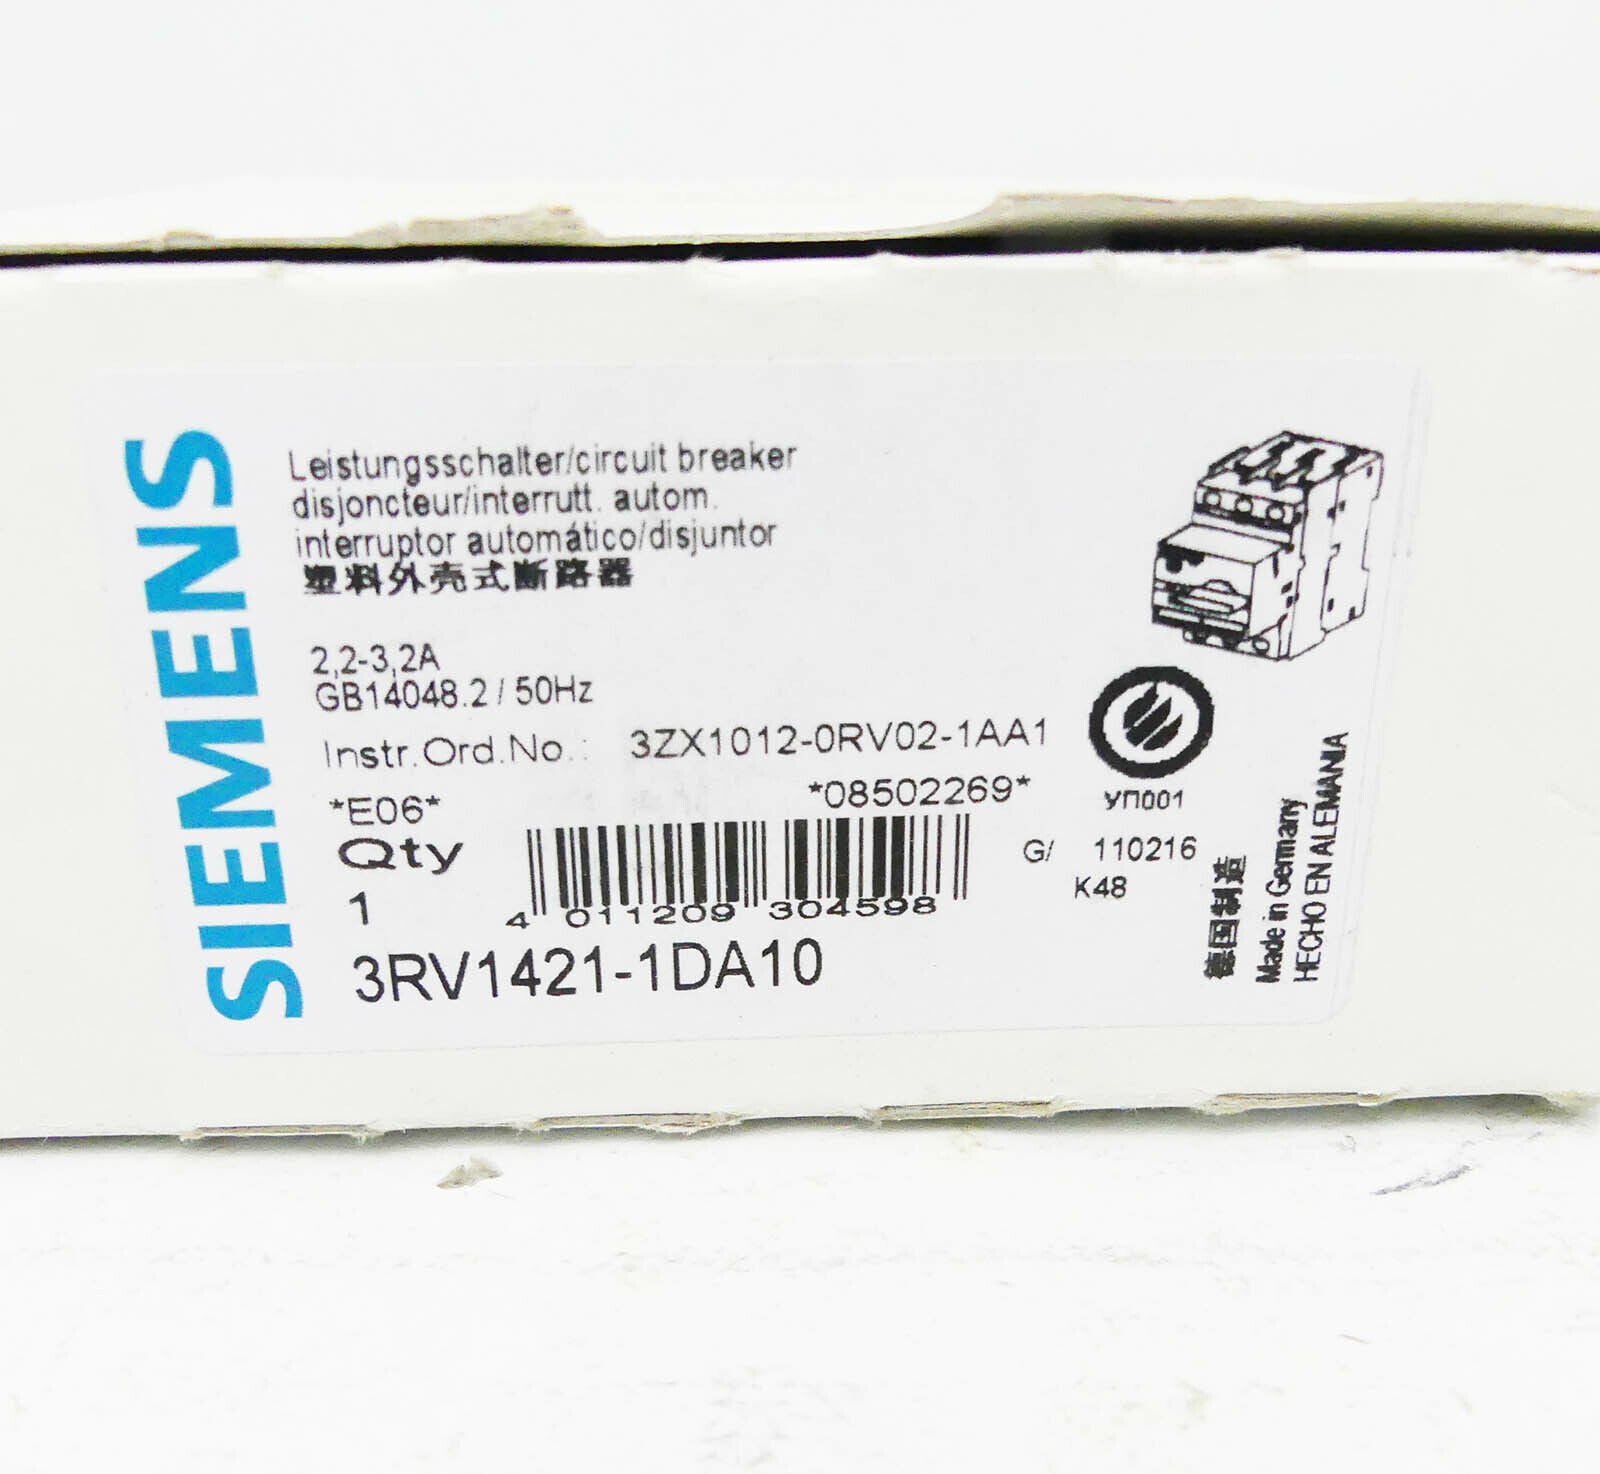 SIEMENS
Leistungsschalter/circuit breaker
disjoncteur/interrutt. autom.
interruptor automático/disjuntor
塑料外壳式断路器
2,2-3,2A
GB14048.2 / 50Hz
Instr.Ord.No.: 3ZX1012-0RV02-1AA1
*E06* *08502269*
Qty
1
4 011209 304598
3RV1421-1DA10
УП001
G/ 110216
K48
德国制造
Made in Germany
HECHO EN ALEMANIA